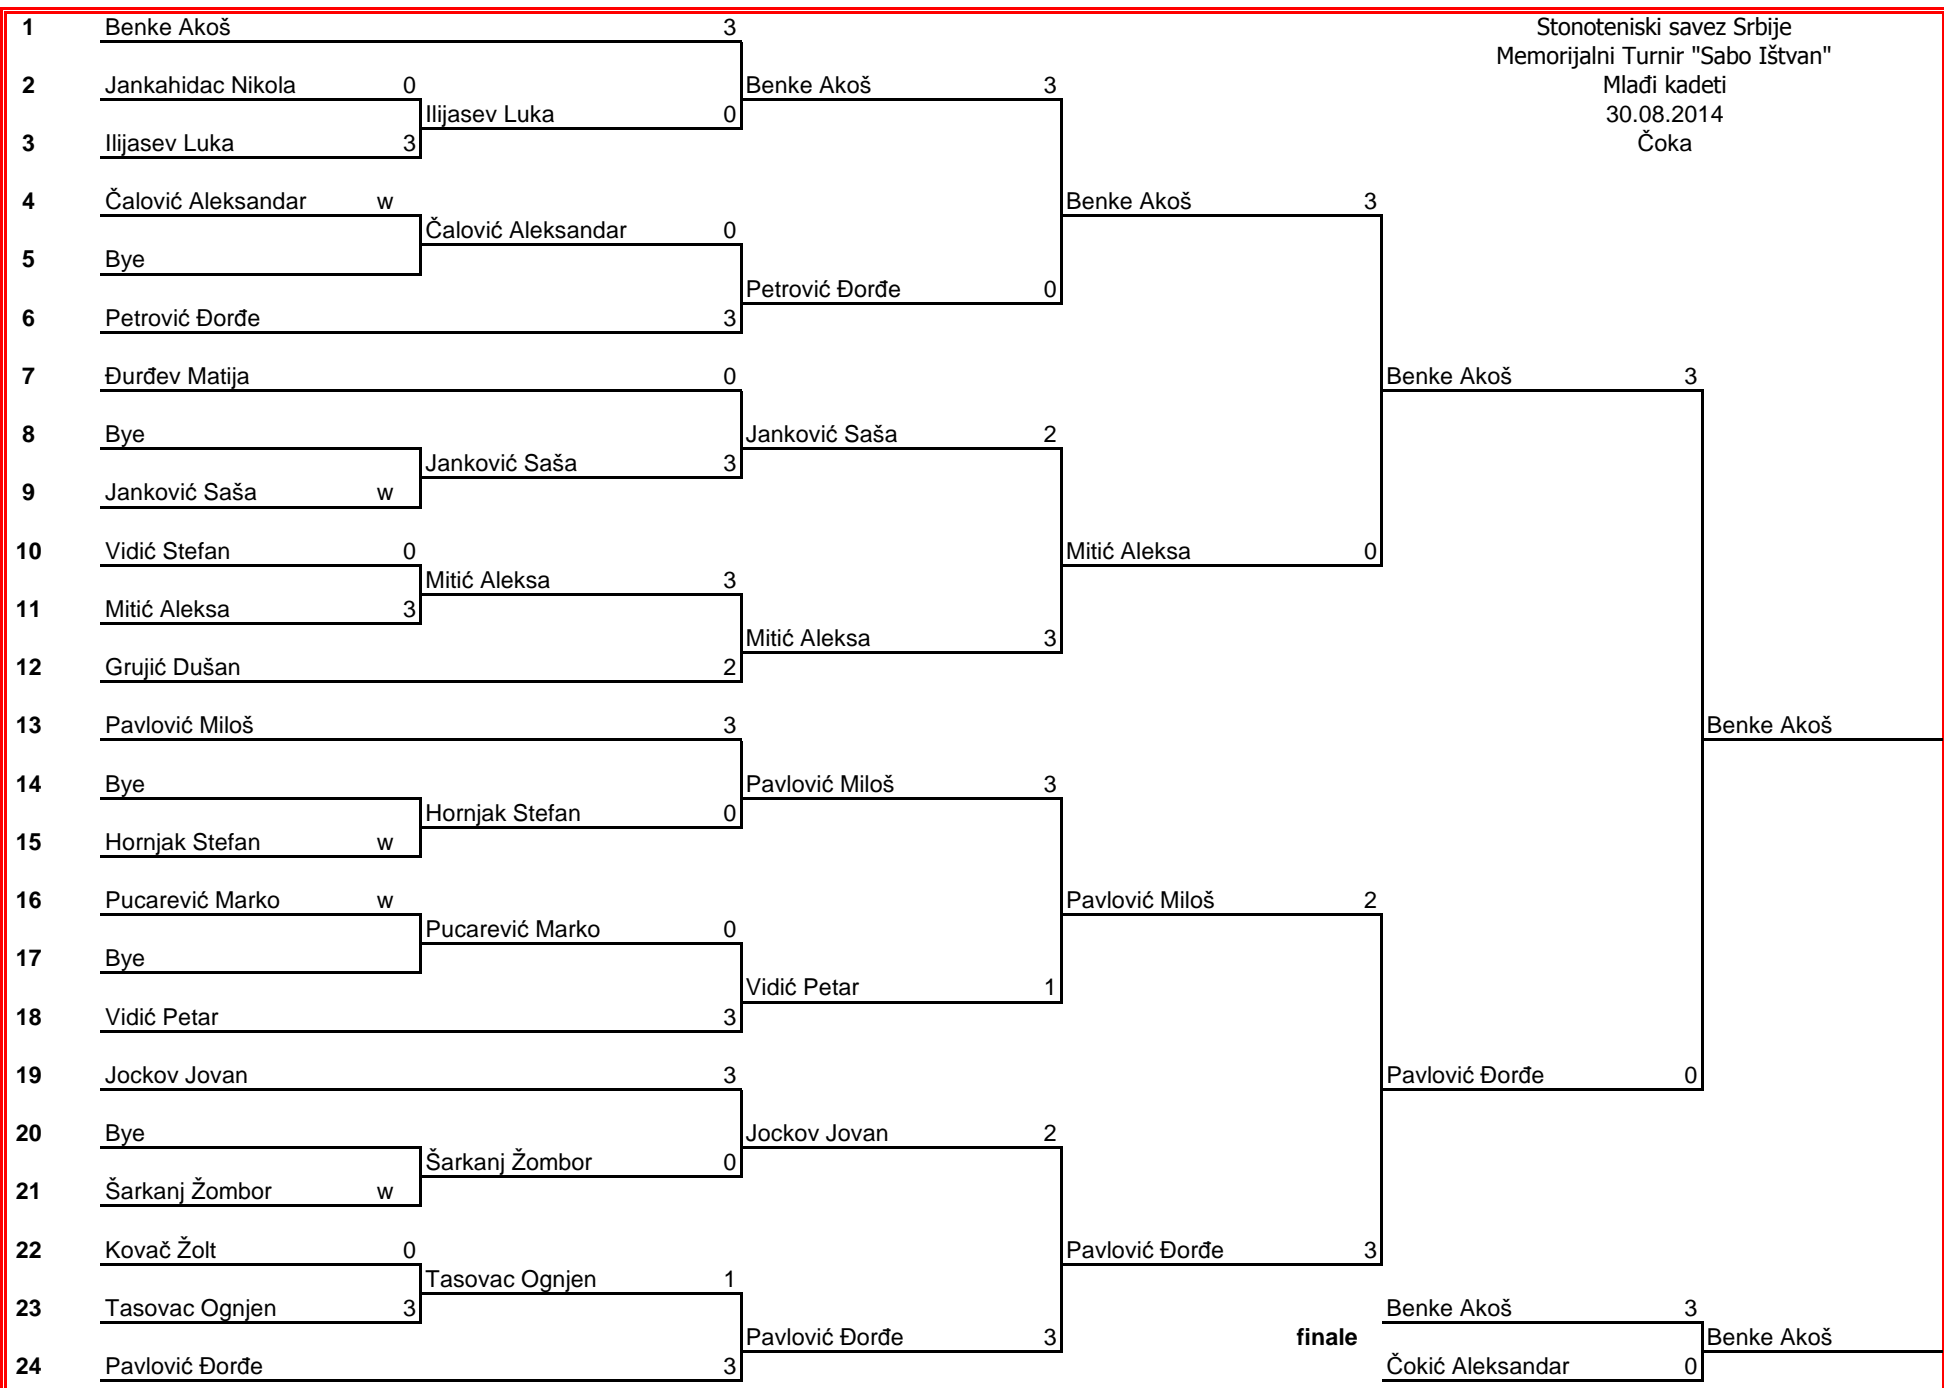 1 Benke Akoš 3 Stonoteniski savez Srbije
Memorijalni Turnir "Sabo Ištvan"
2 Jankahidac Nikola 0 Benke Akoš 3 Mlađi kadeti
Ilijasev Luka 0 30.08.2014
3 Ilijasev Luka 3 Čoka
4 Čalović Aleksandar w Benke Akoš 3
Čalović Aleksandar 0
5 Bye
Petrović Đorđe 0
6 Petrović Đorđe 3
7 Đurđev Matija 0 Benke Akoš 3
8 Bye Janković Saša 2
Janković Saša 3
9 Janković Saša w
10 Vidić Stefan 0 Mitić Aleksa 0
Mitić Aleksa 3
11 Mitić Aleksa 3
Mitić Aleksa 3
12 Grujić Dušan 2
13 Pavlović Miloš 3 Benke Akoš
14 Bye Pavlović Miloš 3
Hornjak Stefan 0
15 Hornjak Stefan w
16 Pucarević Marko w Pavlović Miloš 2
Pucarević Marko 0
17 Bye
Vidić Petar 1
18 Vidić Petar 3
19 Jockov Jovan 3 Pavlović Đorđe 0
20 Bye Jockov Jovan 2
Šarkanj Žombor 0
21 Šarkanj Žombor w
22 Kovač Žolt 0 Pavlović Đorđe 3
Tasovac Ognjen 1
23 Tasovac Ognjen 3 Benke Akoš 3
Pavlović Đorđe 3 finale Benke Akoš
24 Pavlović Đorđe 3 Čokić Aleksandar 0